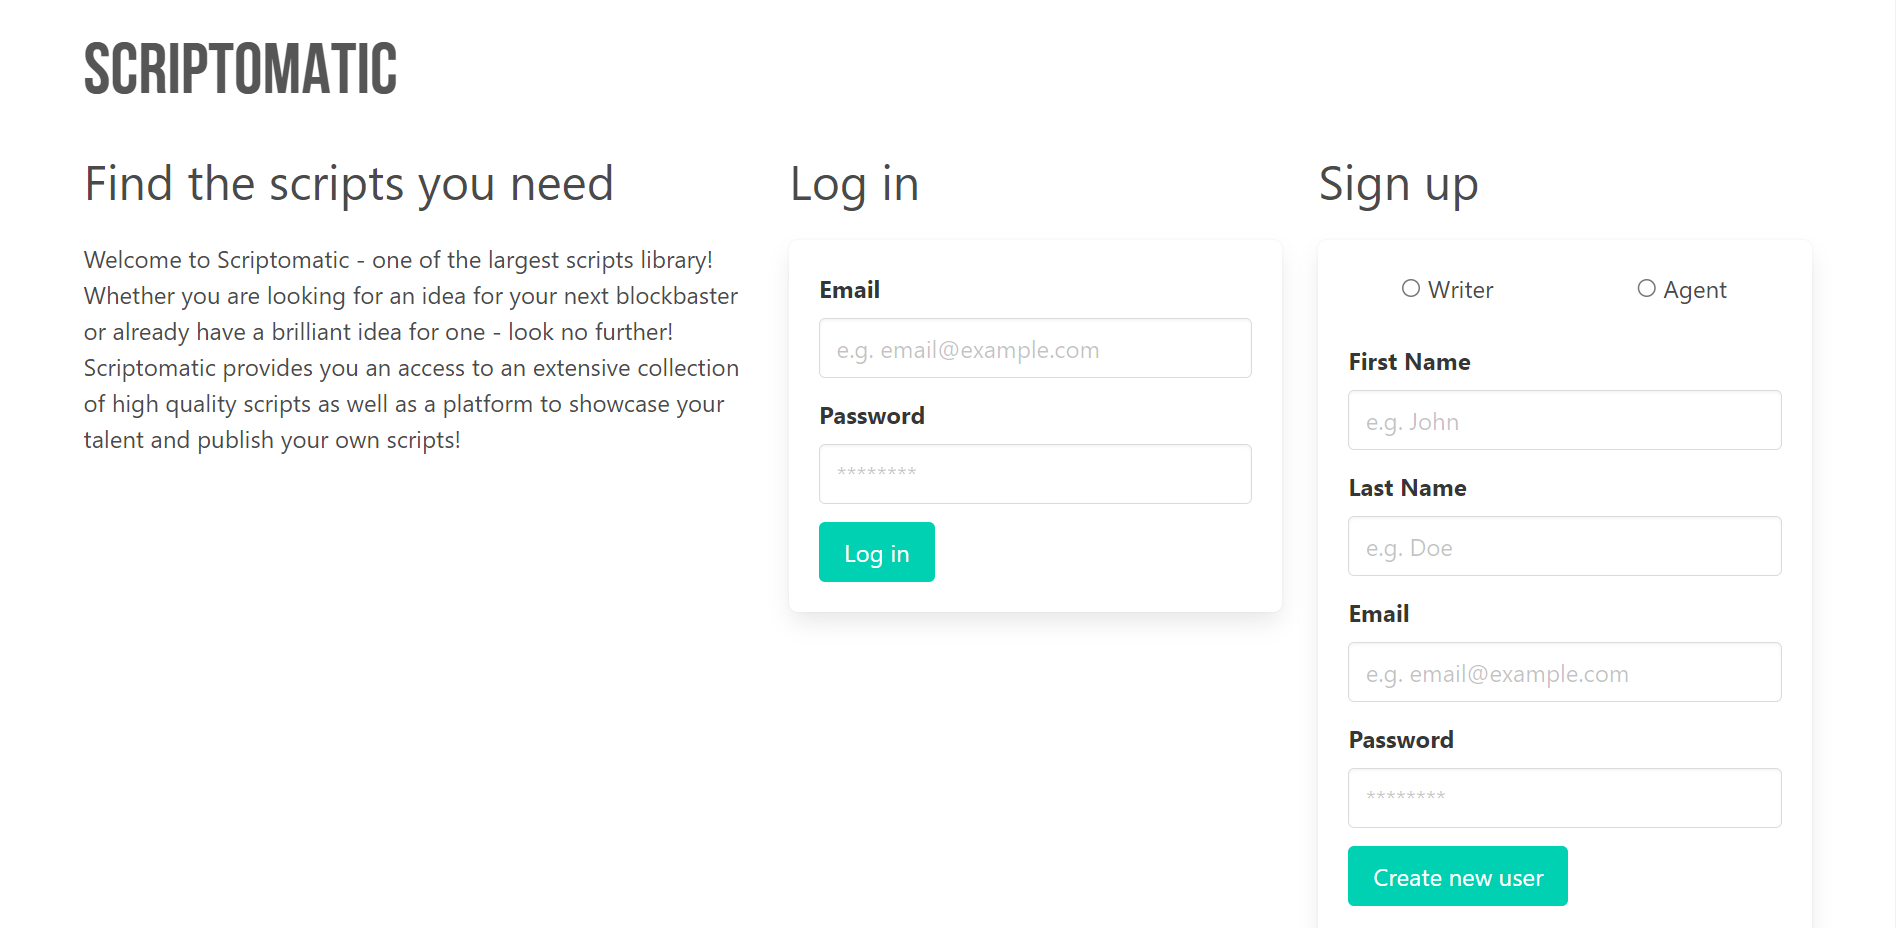 SCRIPTOMATIC
Find the scripts you need
Welcome to Scriptomatic - one of the largest scripts library!
Whether you are looking for an idea for your next blockbaster
or already have a brilliant idea for one - look no further!
Scriptomatic provides you an access to an extensive collection
of high quality scripts as well as a platform to showcase your
talent and publish your own scripts!
Log in
Email
e.g. email@example.com
Password
********
Log in
Sign up
Writer
Agent
First Name
e.g. John
Last Name
e.g. Doe
Email
e.g. email@example.com
Password
********
Create new user